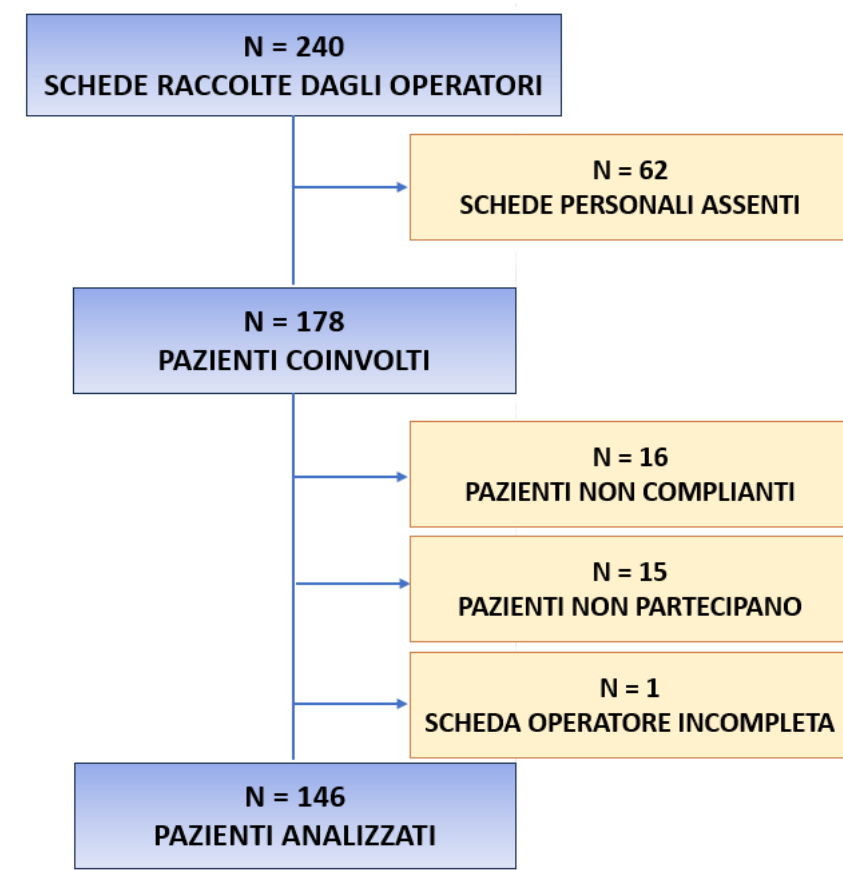 N = 240
SCHEDE RACCOLTE DAGLI OPERATORI
N = 62
SCHEDE PERSONALI ASSENTI
N = 178
PAZIENTI COINVOLTI
N = 16
PAZIENTI NON COMPLIANTI
N = 15
PAZIENTI NON PARTECIPANO
N = 1
SCHEDA OPERATORE INCOMPLETA
N = 146
PAZIENTI ANALIZZATI